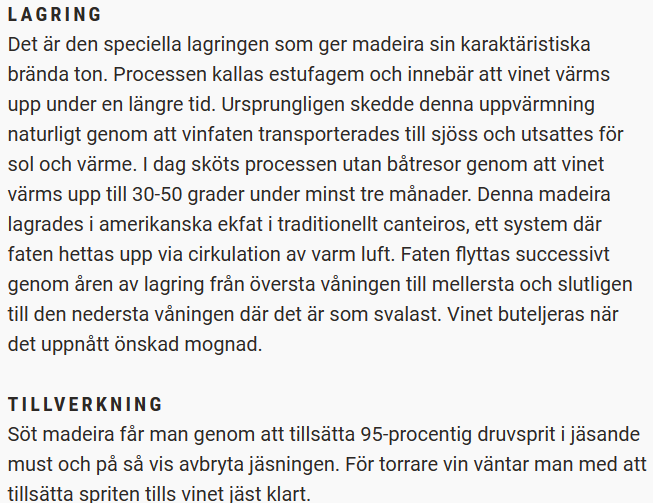 LAGRING
Det är den speciella lagringen som ger madeira sin karaktäristiska
brända ton. Processen kallas estufagem och innebär att vinet värms
upp under en längre tid. Ursprungligen skedde denna uppvärmning
naturligt genom att vinfaten transporterades till sjöss och utsattes för
sol och värme. I dag sköts processen utan båtresor genom att vinet
värms upp till 30-50 grader under minst tre månader. Denna madeira
lagrades i amerikanska ekfat i traditionellt canteiros, ett system där
faten hettas upp via cirkulation av varm luft. Faten flyttas successivt
genom åren av lagring från översta våningen till mellersta och slutligen
till den nedersta våningen där det är som svalast. Vinet buteljeras när
det uppnått önskad mognad.
TILLVERKNING
Söt madeira får man genom att tillsätta 95-procentig druvsprit i jäsande
must och på så vis avbryta jäsningen. För torrare vin väntar man med att
tillsätta spriten tills vinet jäst klart.